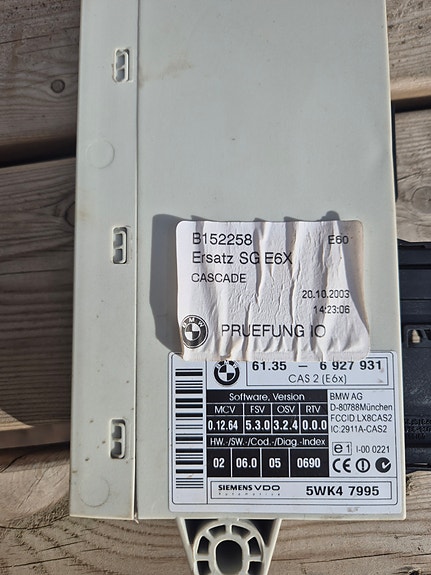 B152258 E60
Ersatz SG E6X
CASCADE
20.10.2003
14:23:06
BMW PRUEFUNG IO
61.35 - 6 927 931
CAS 2 (E6x)
Software, Version
MCV FSV OSV RTV
0.12.64 5.3.0 3.2.4 0.0.0
HW.-/SW.-/Cod.-/Diag.-Index
02 06.0 05 0690
BMW AG
D-80788München
FCCID.LX8CAS2
IC:2911A-CAS2
e1 I-00 0221
CE
SIEMENS VDO
Automotive
5WK4 7995